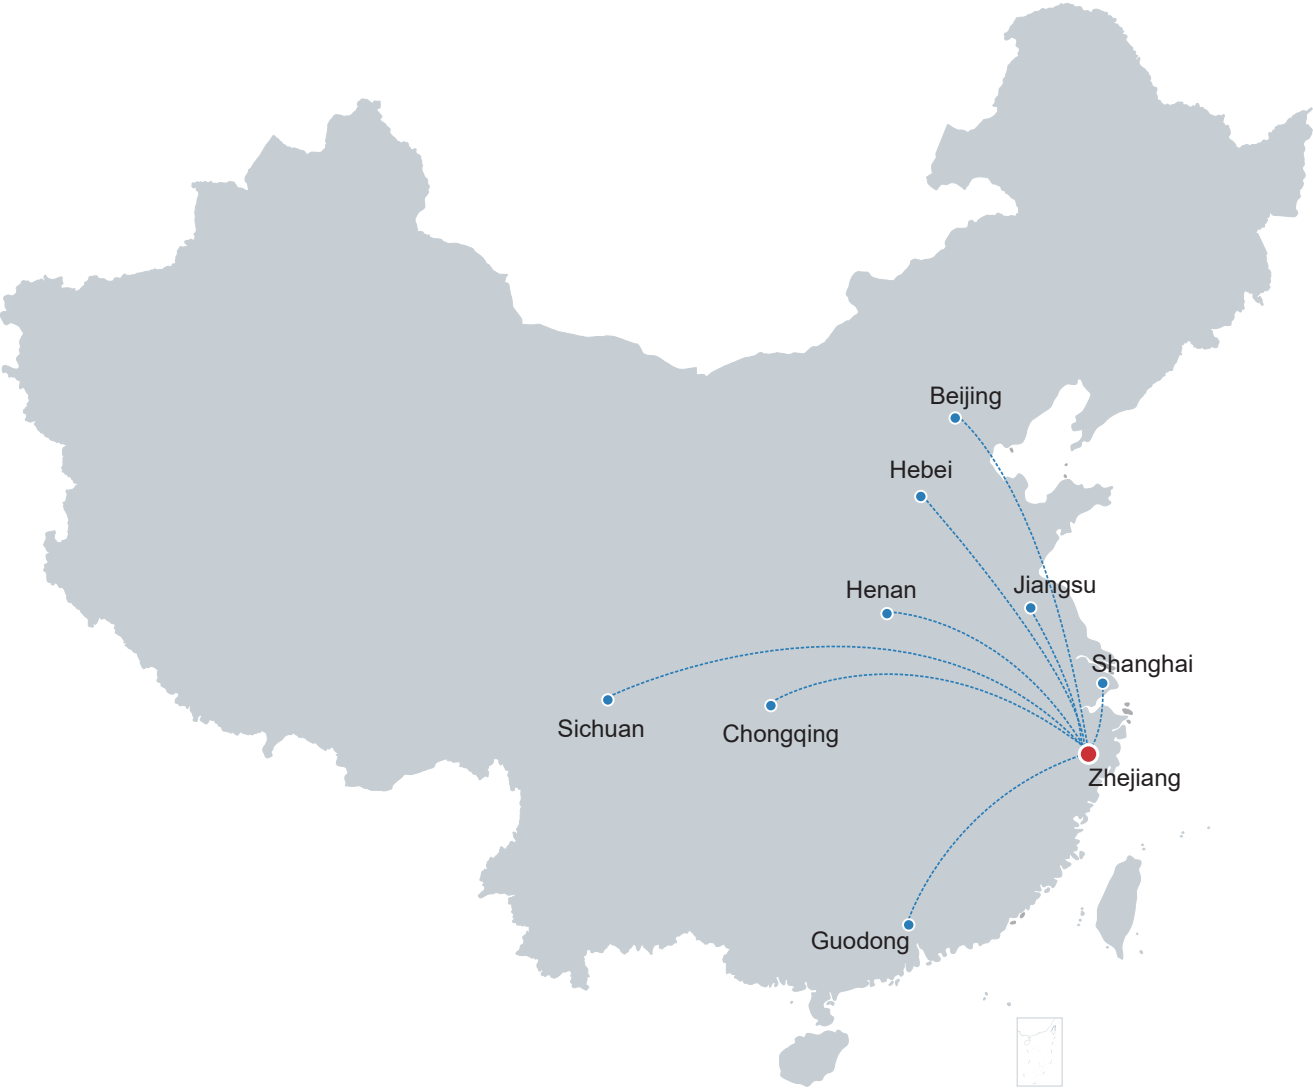 Beijing
Hebei
Jiangsu
Henan
Shanghai
Sichuan
Chongqing
Zhejiang
Guodong